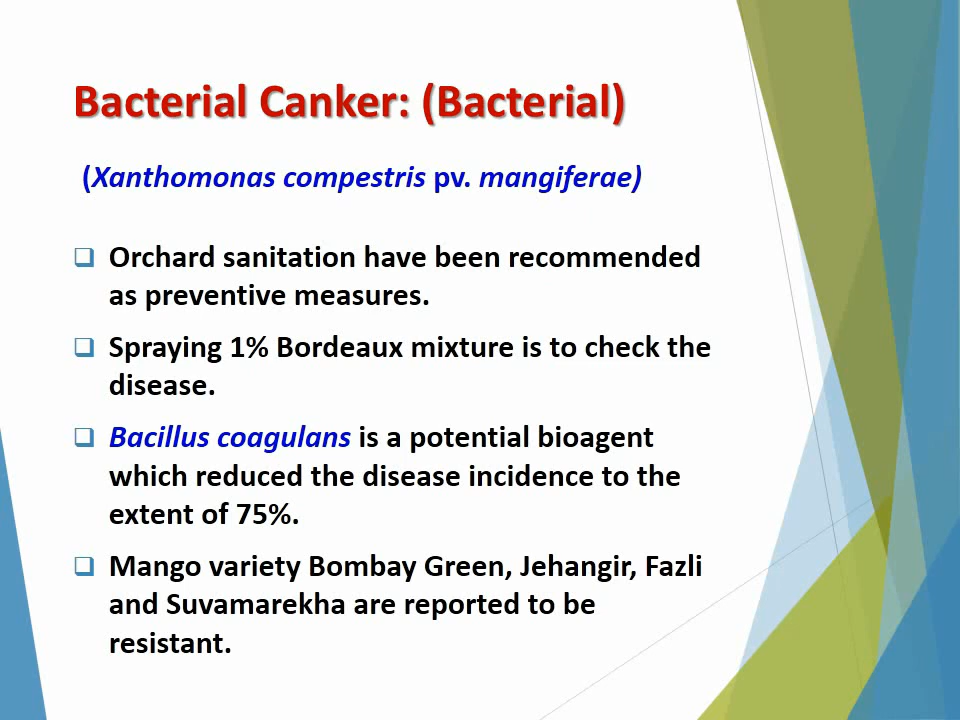 Bacterial Canker: (Bacterial)
(Xanthomonas compestris pv. mangiferae)
Orchard sanitation have been recommended
as preventive measures.
Spraying 1% Bordeaux mixture is to check the
disease.
Bacillus coagulans is a potential bioagent
which reduced the disease incidence to the
extent of 75%.
Mango variety Bombay Green, Jehangir, Fazli
and Suvamarekha are reported to be
resistant.